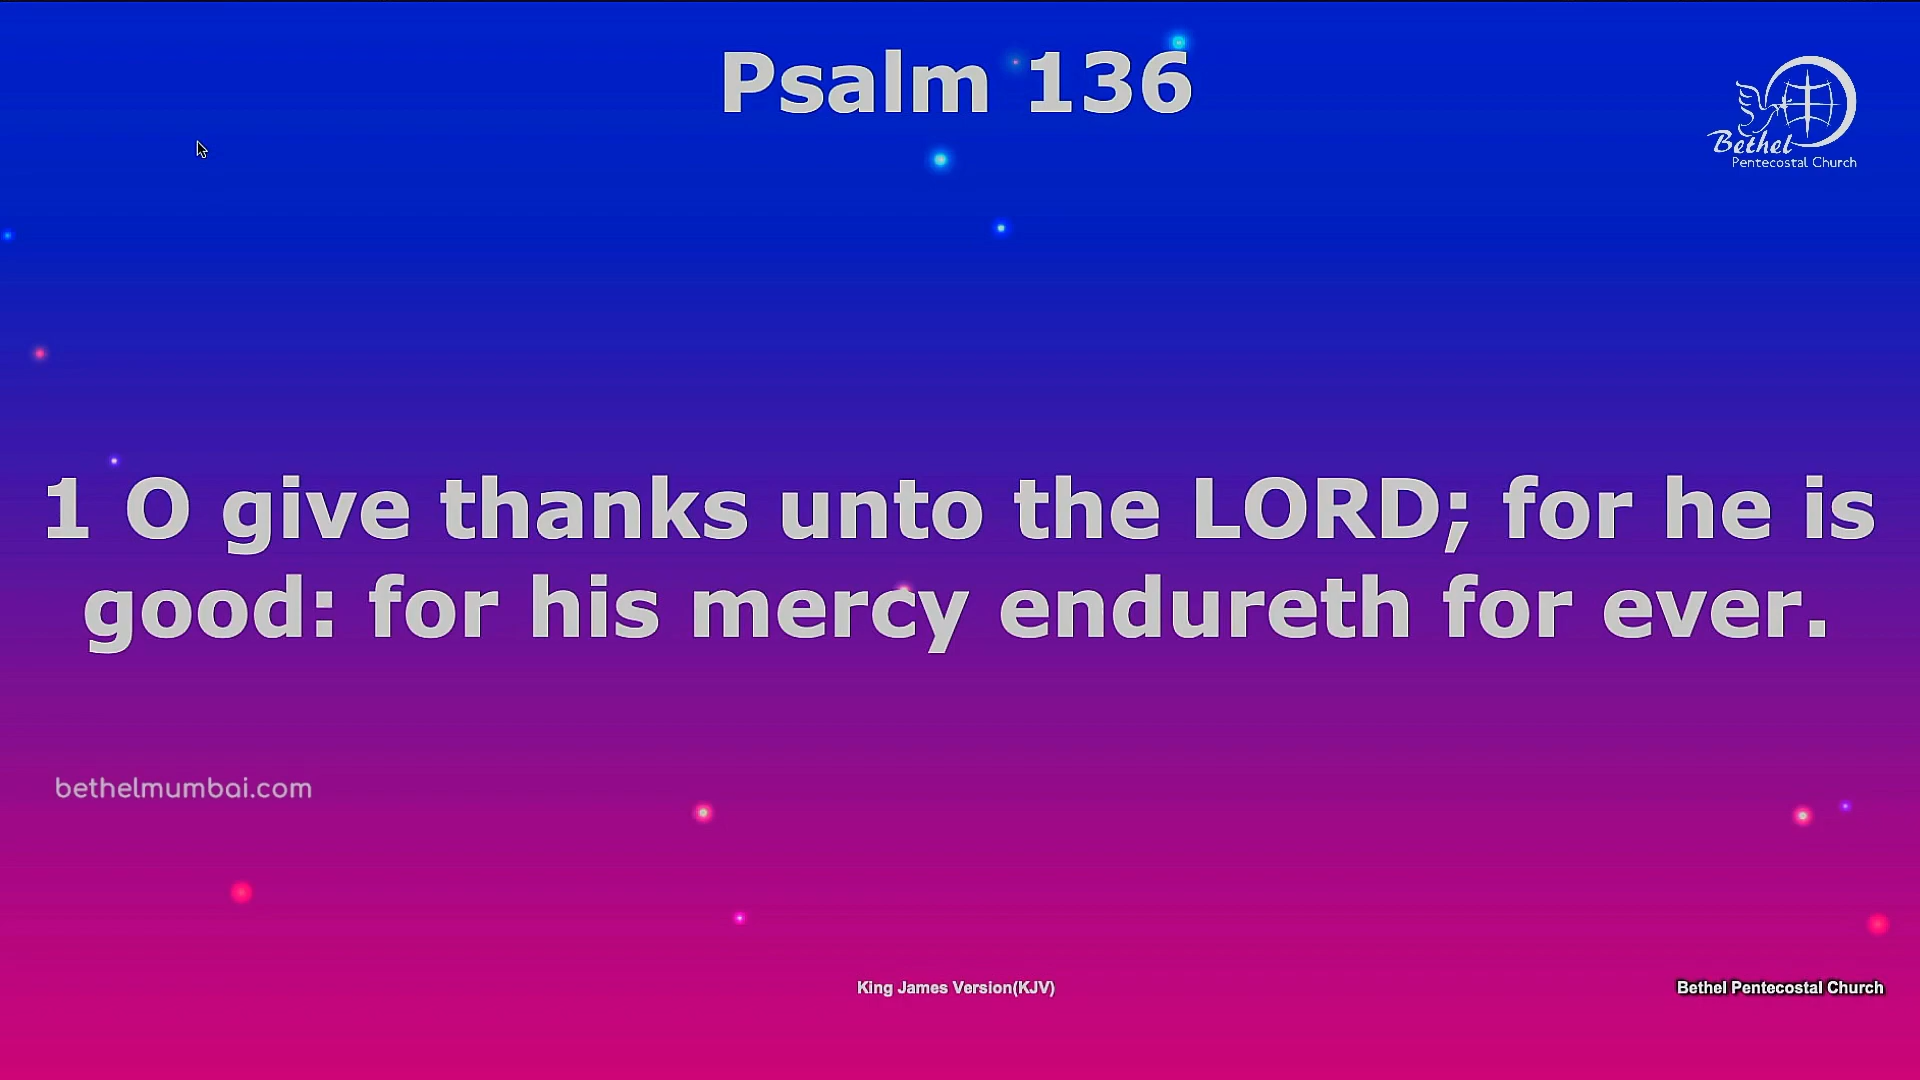 Psalm 136
Bethel
Pentecostal Church
1 O give thanks unto the LORD; for he is
good: for his mercy endureth for ever.
bethelmumbai.com
King James Version(KJV)
Bethel Pentecostal Church